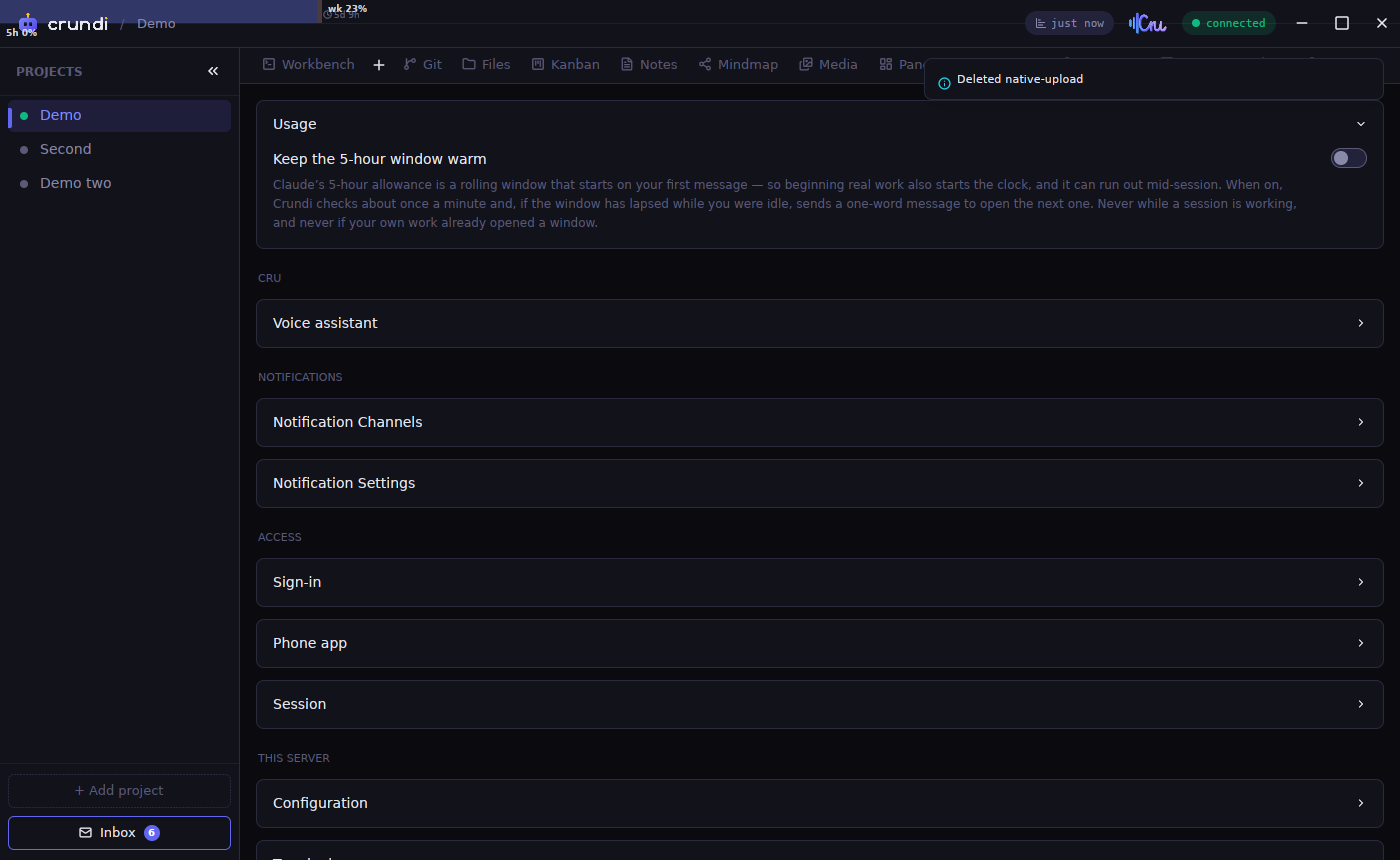 wk 23%
5d 9h
5h 0%
crundi / Demo
just now
Cru
connected
PROJECTS
Workbench
Git
Files
Kanban
Notes
Mindmap
Media
Deleted native-upload
Demo
Second
Demo two
Usage
Keep the 5-hour window warm
Claude’s 5-hour allowance is a rolling window that starts on your first message — so beginning real work also starts the clock, and it can run out mid-session. When on,
Crundi checks about once a minute and, if the window has lapsed while you were idle, sends a one-word message to open the next one. Never while a session is working,
and never if your own work already opened a window.
CRU
Voice assistant
NOTIFICATIONS
Notification Channels
Notification Settings
ACCESS
Sign-in
Phone app
Session
THIS SERVER
Configuration
+ Add project
Inbox 6